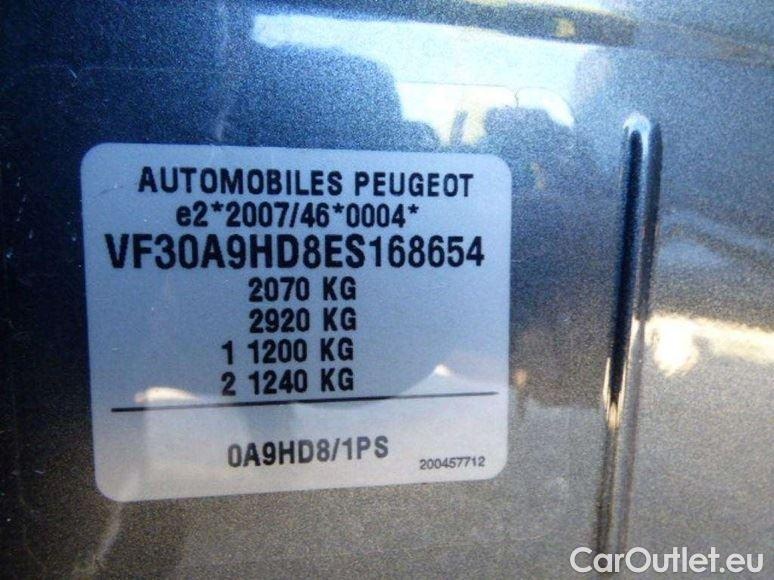 AUTOMOBILES PEUGEOT
e2*2007/46*0004*
VF30A9HD8ES168654
2070 KG
2920 KG
1 1200 KG
2 1240 KG
0A9HD8/1PS
200457712
CarOutlet.eu